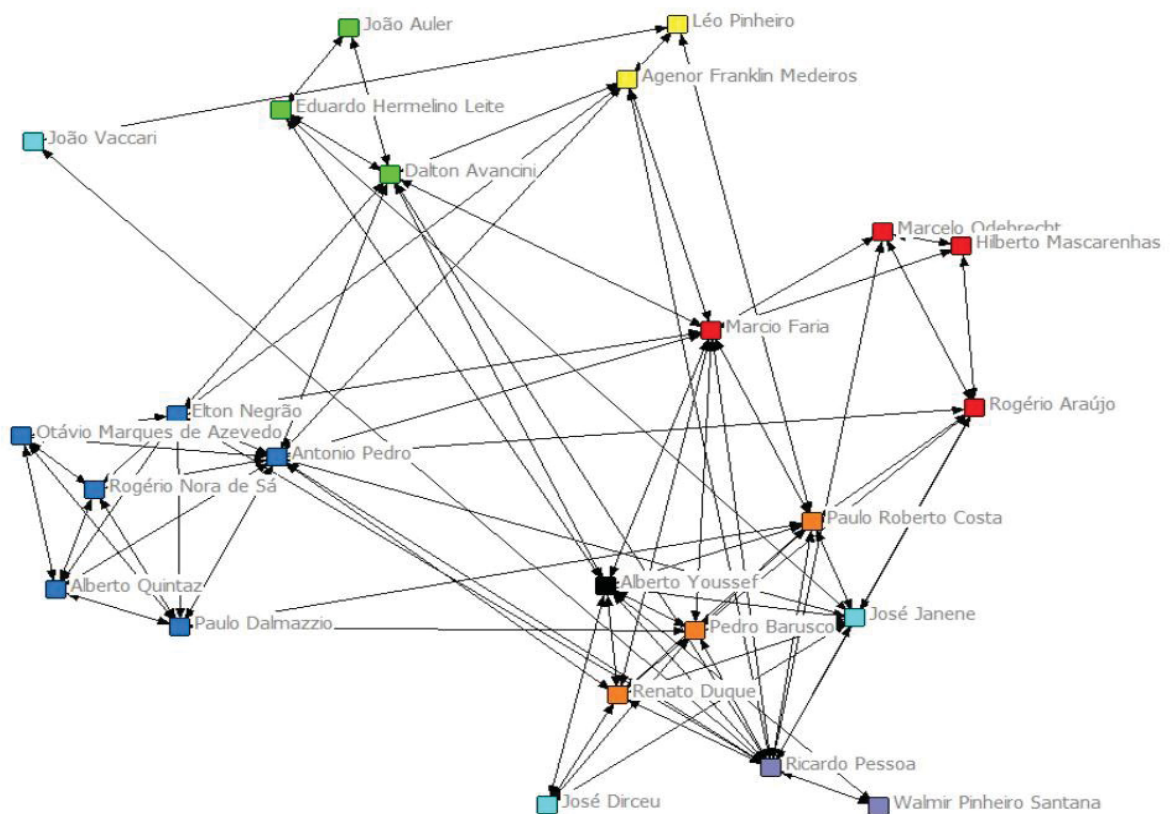 João Auler
Léo Pinheiro
Agenor Franklin Medeiros
Eduardo Hermelino Leite
João Vaccari
Dalton Avancini
Marcelo Odebrecht
Hilberto Mascarenhas
Marcio Faria
Rogério Araújo
Elton Negrão
Otávio Marques de Azevedo
Antonio Pedro
Rogério Nora de Sá
Paulo Roberto Costa
Alberto Youssef
Alberto Quintaz
José Janene
Paulo Dalmazzio
Pedro Barusco
Renato Duque
Ricardo Pessoa
José Dirceu
Walmir Pinheiro Santana